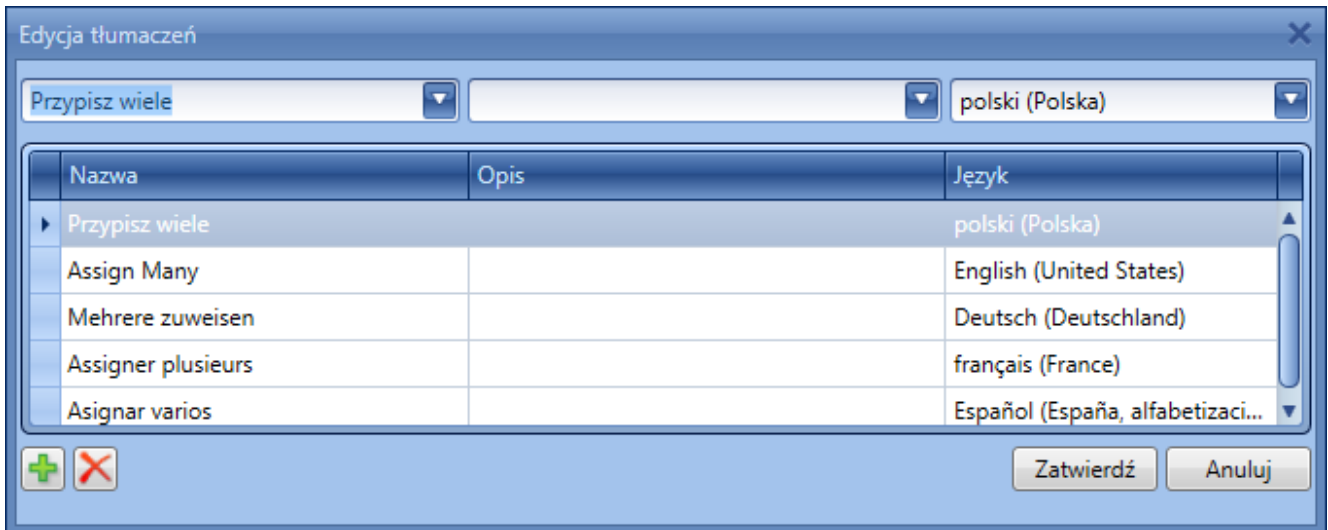 Edycja tłumaczeń
Przypisz wiele polski (Polska)
Nazwa Opis Język
Przypisz wiele polski (Polska)
Assign Many English (United States)
Mehrere zuweisen Deutsch (Deutschland)
Assigner plusieurs français (France)
Asignar varios Español (España, alfabetizaci...
Zatwierdź Anuluj